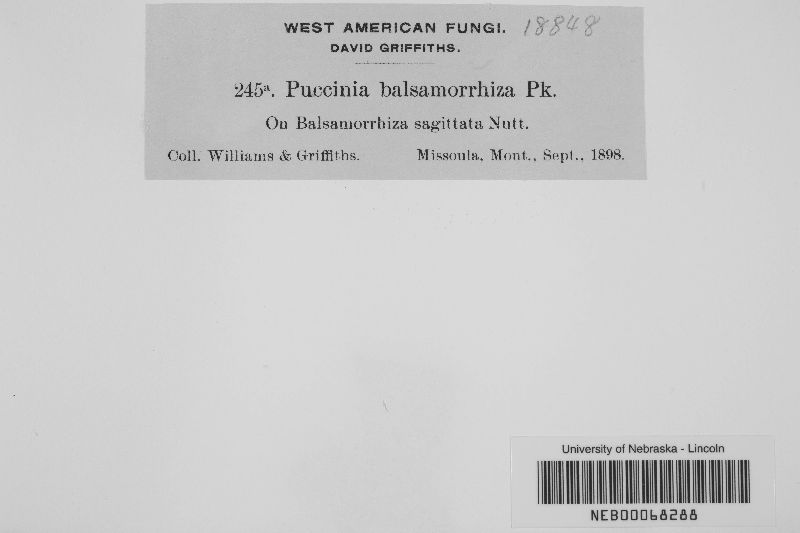 WEST AMERICAN FUNGI. 18848
DAVID GRIFFITHS.
245a. Puccinia balsamorrhiza Pk.
On Balsamorrhiza sagittata Nutt.
Coll. Williams & Griffiths. Missoula, Mont., Sept., 1898.
University of Nebraska - Lincoln
NEB00068288